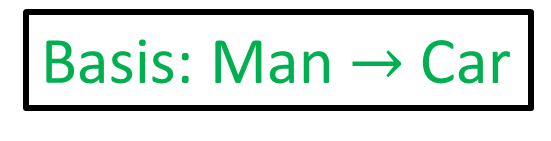 Basis: Man → Car